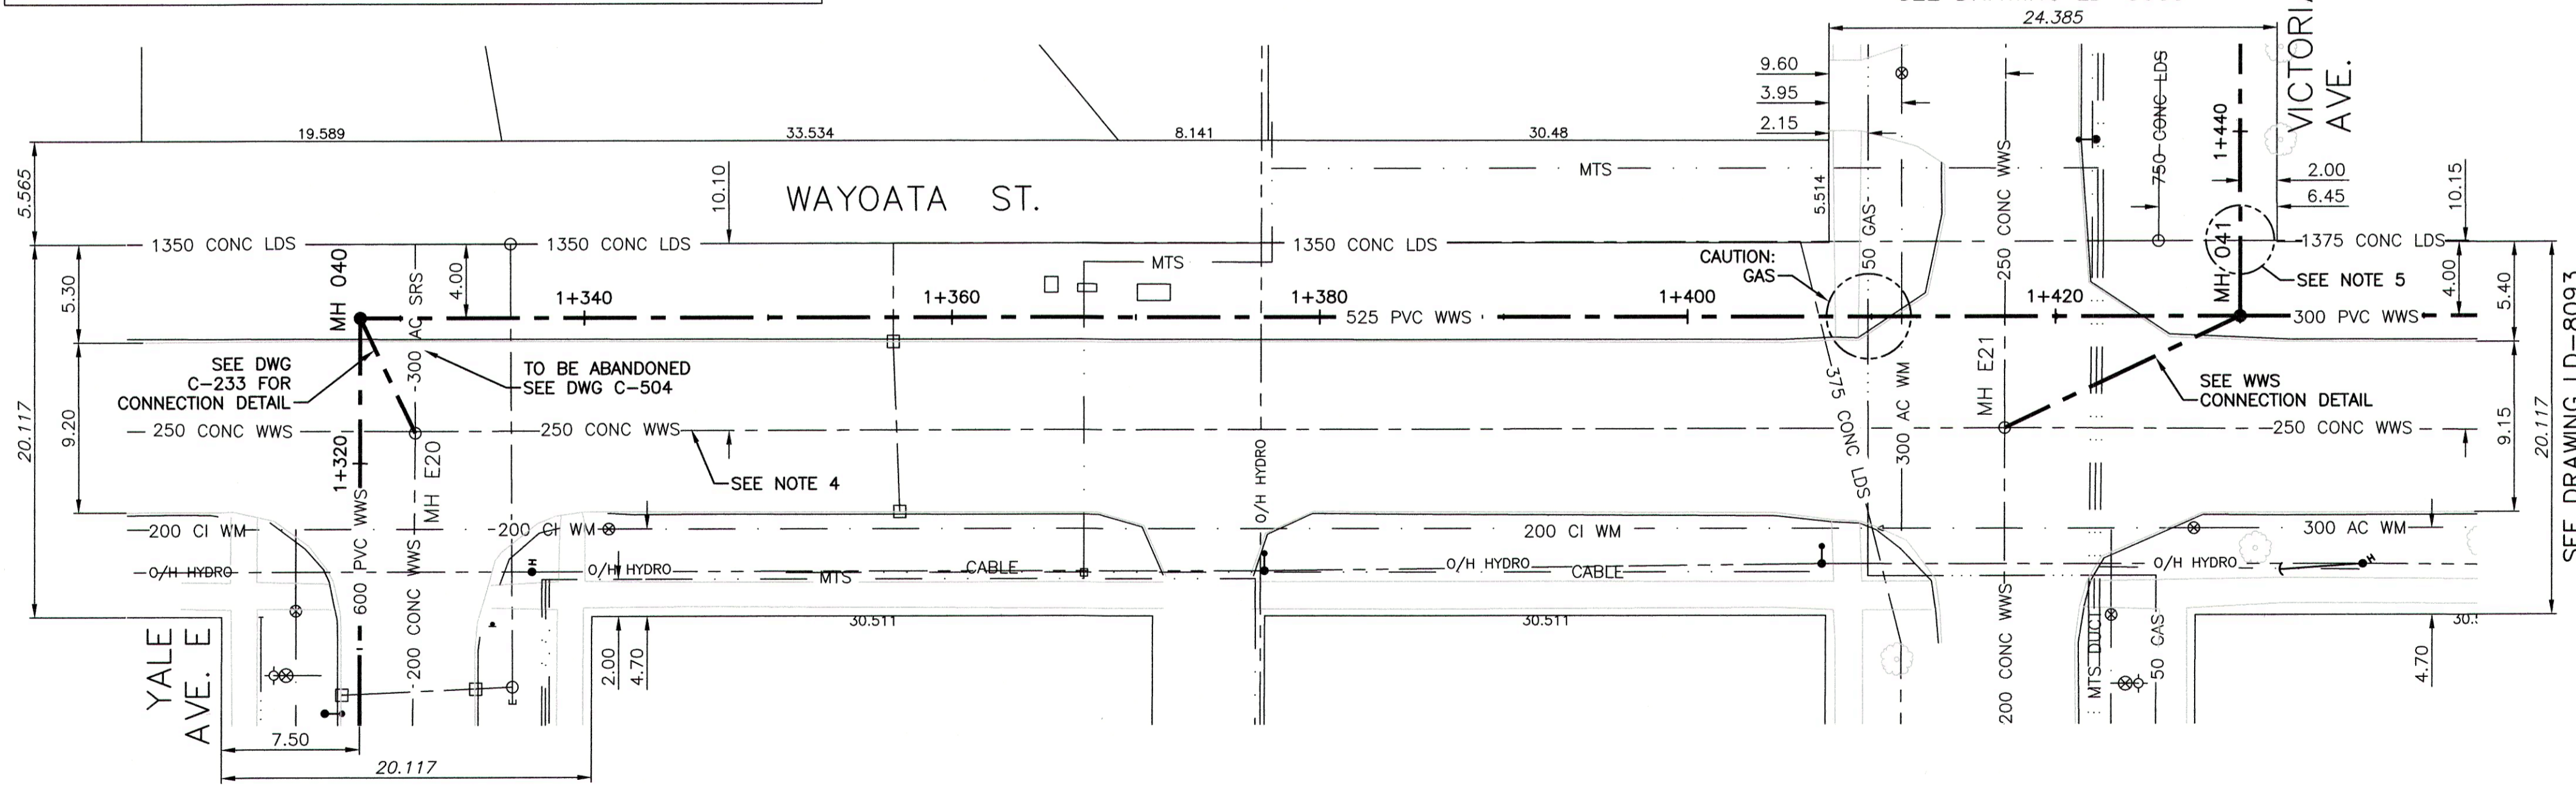 24.385
VICTORIA
AVE.
9.60
3.95
2.15
19.589
33.534
8.141
30.48
MTS
WAYOATA ST.
10.10
5.514
50 GAS
250 CONC WWS
750 CONC LDS
1+440
2.00
6.45
10.15
5.565
1350 CONC LDS
1350 CONC LDS
1350 CONC LDS
1375 CONC LDS
MH 040
300 AC SRS
4.00
5.30
MTS
CAUTION:
GAS
MH 041
SEE NOTE 5
4.00
5.40
1+340
1+360
1+380
1+400
1+420
525 PVC WWS
300 PVC WWS
SEE DWG
C-233 FOR
CONNECTION DETAIL
TO BE ABANDONED
SEE DWG C-504
375 CONC LDS
300 AC WM
MH E21
SEE WWS
CONNECTION DETAIL
20.117
9.20
250 CONC WWS
250 CONC WWS
250 CONC WWS
9.15
20.117
SEE DRAWING LD-8093
1+320
MH E20
SEE NOTE 4
O/H HYDRO
200 CI WM
200 CI WM
200 CI WM
300 AC WM
O/H HYDRO
O/H HYDRO
MTS
CABLE
O/H HYDRO
CABLE
O/H HYDRO
600 PVC WWS
200 CONC WWS
200 CONC WWS
MTS DUCT
50 GAS
30.511
30.511
2.00
4.70
4.70
YALE
AVE. E
7.50
20.117